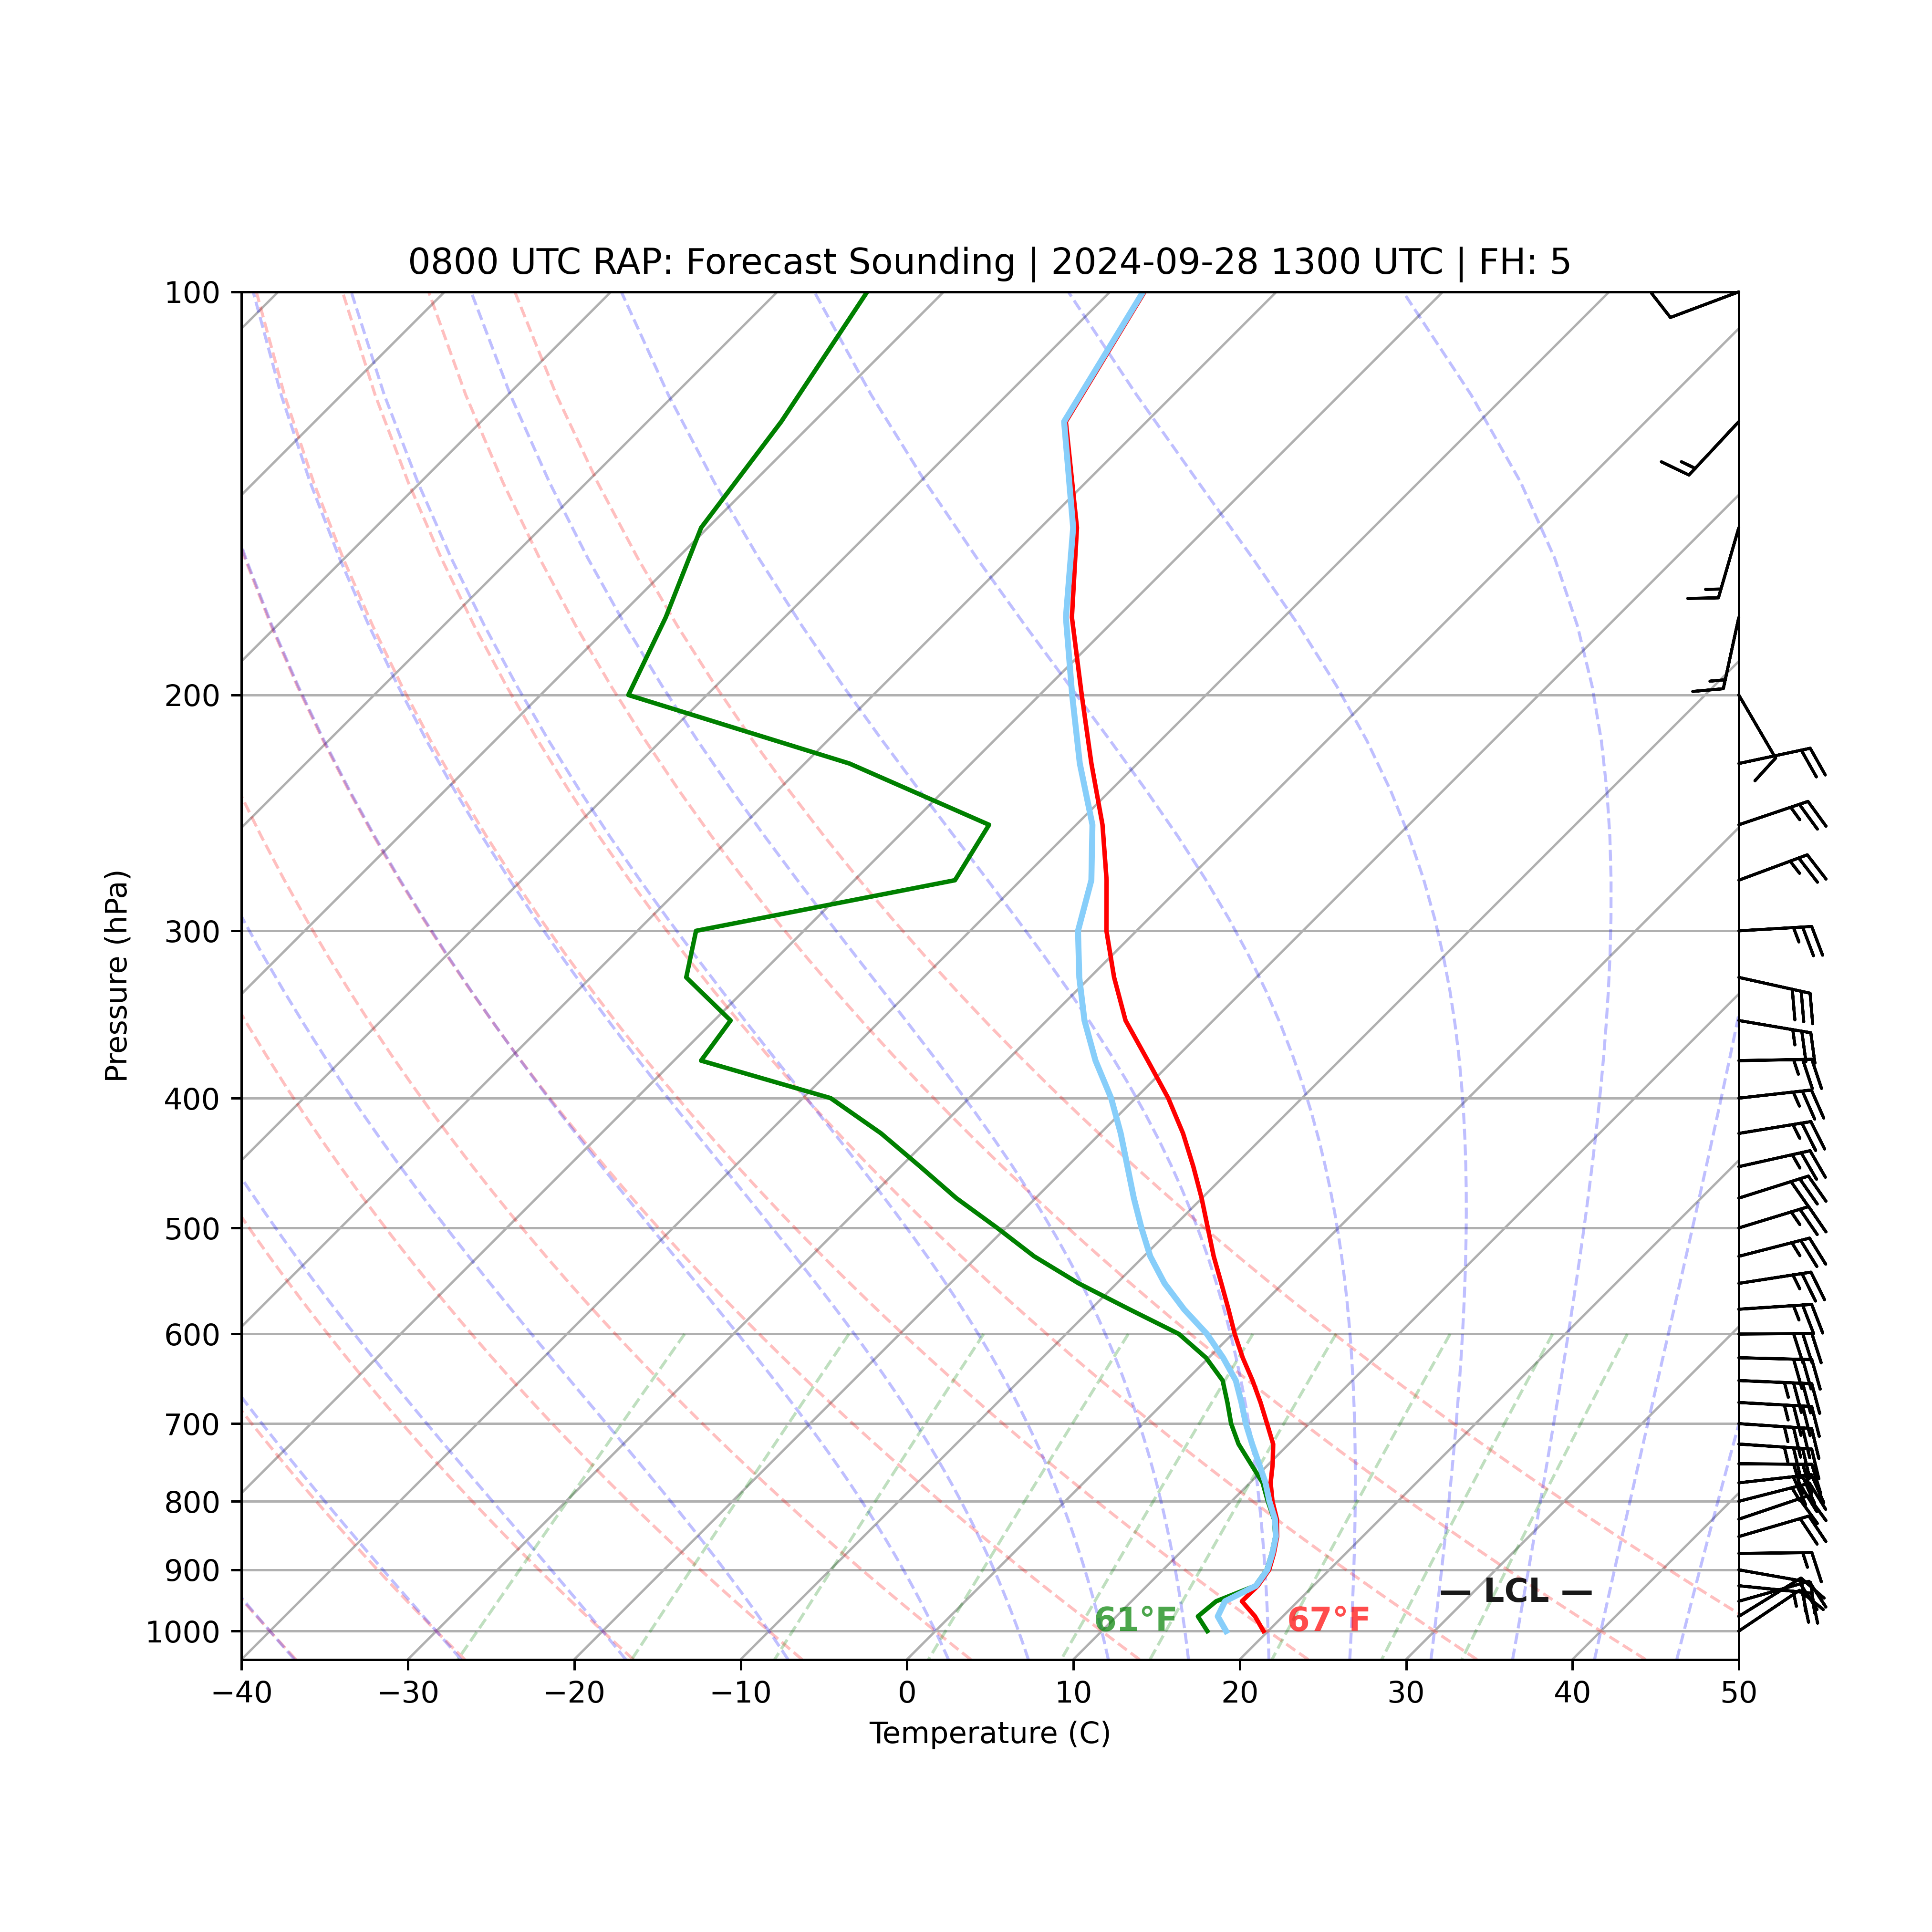 0800 UTC RAP: Forecast Sounding | 2024-09-28 1300 UTC | FH: 5
100
200
300
400
500
600
700
800
900
1000
Pressure (hPa)
— LCL —
61°F
67°F
−40 −30 −20 −10 0 10 20 30 40 50
Temperature (C)